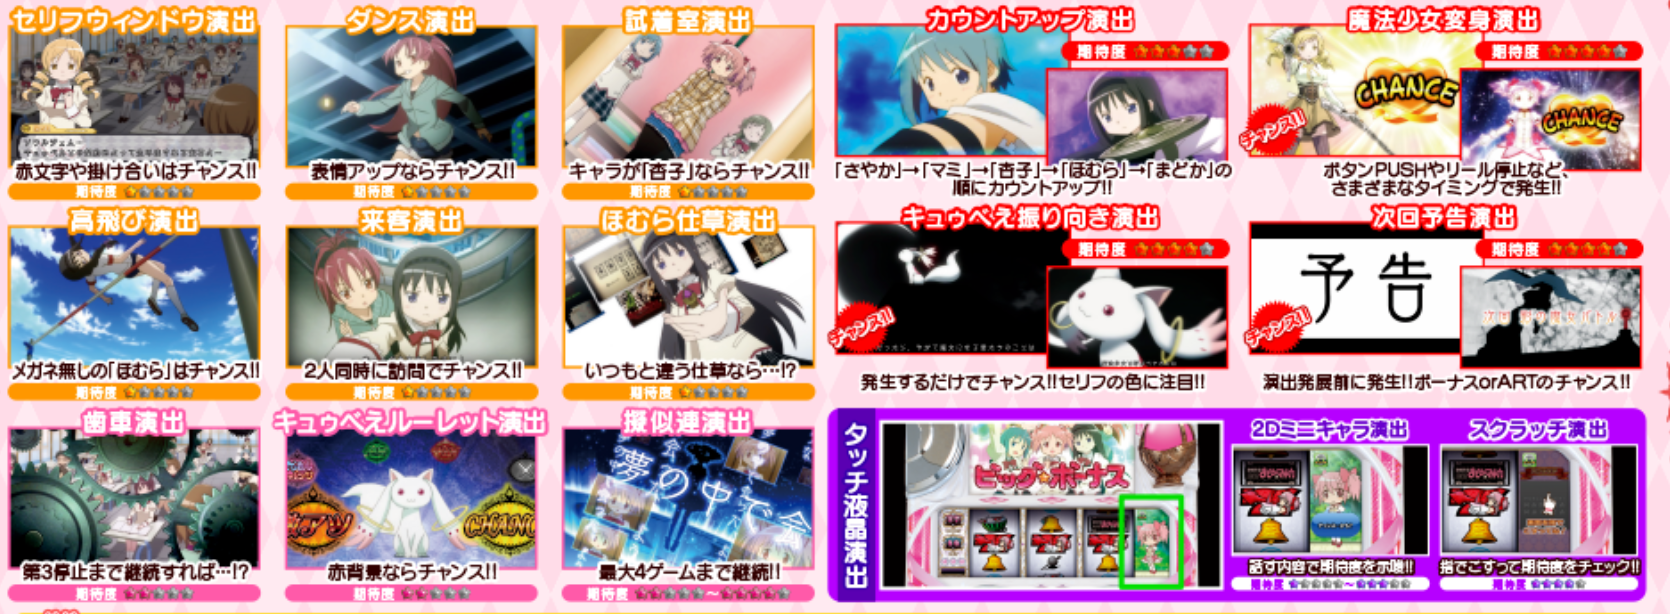 セリフウィンドウ演出
赤文字や掛け合いはチャンス!!
期待度 ★☆☆☆☆
ダンス演出
表情アップならチャンス!!
期待度 ★☆☆☆☆
試着室演出
キャラが「杏子」ならチャンス!!
期待度 ★☆☆☆☆
カウントアップ演出
期待度 ★★★☆☆
「さやか」→「マミ」→「杏子」→「ほむら」→「まどか」の
順にカウントアップ!!
魔法少女変身演出
期待度 ★★★★☆
CHANCE
CHANCE
チャンス!!
ボタンPUSHやリール停止など、
さまざまなタイミングで発生!!
高飛び演出
メガネ無しの「ほむら」はチャンス!!
期待度 ★☆☆☆☆
来客演出
2人同時に訪問でチャンス!!
期待度 ★☆☆☆☆
ほむら仕草演出
いつもと違う仕草なら…!?
期待度 ★☆☆☆☆
キュゥべえ振り向き演出
期待度 ★★★★☆
チャンス!!
発生するだけでチャンス!!セリフの色に注目!!
次回予告演出
期待度 ★★★★☆
予告
チャンス!!
演出発展前に発生!!ボーナスorARTのチャンス!!
歯車演出
第3停止まで継続すれば…!?
期待度 ★★☆☆☆
キュゥべえルーレット演出
CHANC
赤背景ならチャンス!!
期待度 ★★☆☆☆
擬似連演出
夢の中で会
最大4ゲームまで継続!!
期待度 ★★☆☆☆～★★★★★
タッチ液晶演出
ビッグボーナス
2Dミニキャラ演出
話す内容で期待度を示唆!!
期待度
スクラッチ演出
指でこすって期待度をチェック!!
期待度